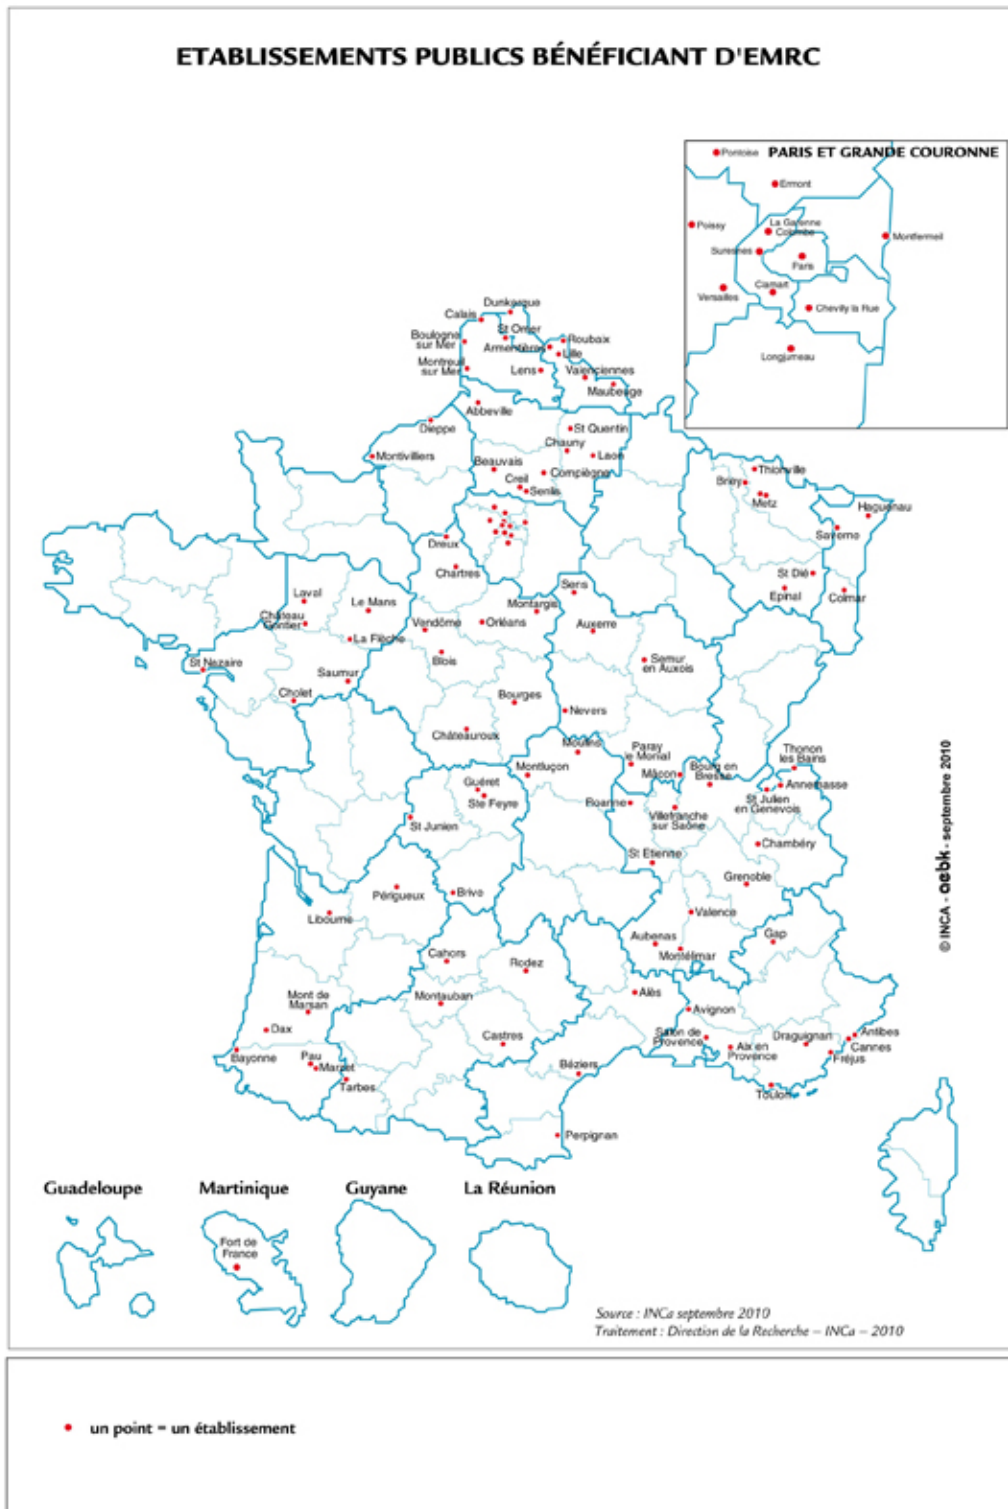 ETABLISSEMENTS PUBLICS BÉNÉFICIANT D'EMRC
PARIS ET GRANDE COURONNE
Pontoise
Ermont
Poissy
La Garenne
Colombe
Montfermeil
Suresnes
Paris
Versailles
Clamart
Chevilly la Rue
Longjumeau
Dunkerque
Calais
St Omer
Boulogne
sur Mer
Armentières
Roubaix
Lille
Montreuil
sur Mer
Lens
Valenciennes
Maubeuge
Abbeville
Dieppe
St Quentin
Chauny
Montivilliers
Laon
Beauvais
Compiègne
Creil
Senlis
Thionville
Briey
Metz
Haguenau
Saverne
Dreux
Chartres
St Dié
Epinal
Colmar
Sens
Laval
Le Mans
Montargis
Château
Gontier
Vendôme
Orléans
Auxerre
La Flèche
Blois
Semur
en Auxois
St Nazaire
Saumur
Cholet
Bourges
Nevers
Châteauroux
Moulins
Paray
le Monial
Thonon
les Bains
Montluçon
Mâcon
Bourg en
Bresse
Annemasse
Guéret
Ste Feyre
Roanne
St Julien
en Genevois
Villefranche
sur Saône
St Junien
Chambéry
St Etienne
Grenoble
Périgueux
Brive
Libourne
Valence
Aubenas
Gap
Montélimar
Cahors
Rodez
Mont de
Marsan
Montauban
Alès
Avignon
Dax
Castres
Salon de
Provence
Aix en
Provence
Draguignan
Antibes
Cannes
Fréjus
Bayonne
Pau
Tarbes
Béziers
Toulon
Perpignan
© INCA - aebk - septembre 2010
Guadeloupe
Martinique
Guyane
La Réunion
Fort de
France
Source : INCa septembre 2010
Traitement : Direction de la Recherche – INCa – 2010
un point = un établissement